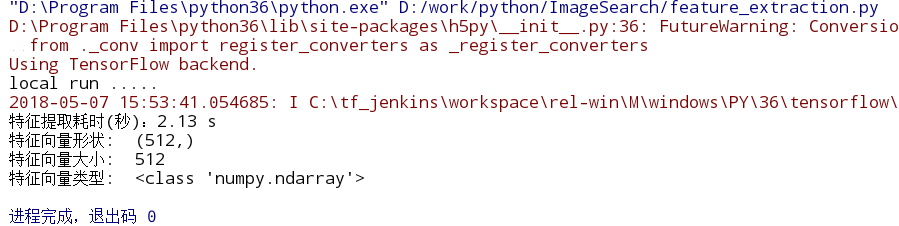 "D:\Program Files\python36\python.exe" D:/work/python/ImageSearch/feature_extraction.py
D:\Program Files\python36\lib\site-packages\h5py\__init__.py:36: FutureWarning: Conversio
from ._conv import register_converters as _register_converters
Using TensorFlow backend.
local run .....
2018-05-07 15:53:41.054685: I C:\tf_jenkins\workspace\rel-win\M\windows\PY\36\tensorflow\
特征提取耗时(秒)：2.13 s
特征向量形状： (512,)
特征向量大小： 512
特征向量类型： <class 'numpy.ndarray'>
进程完成，退出码 0